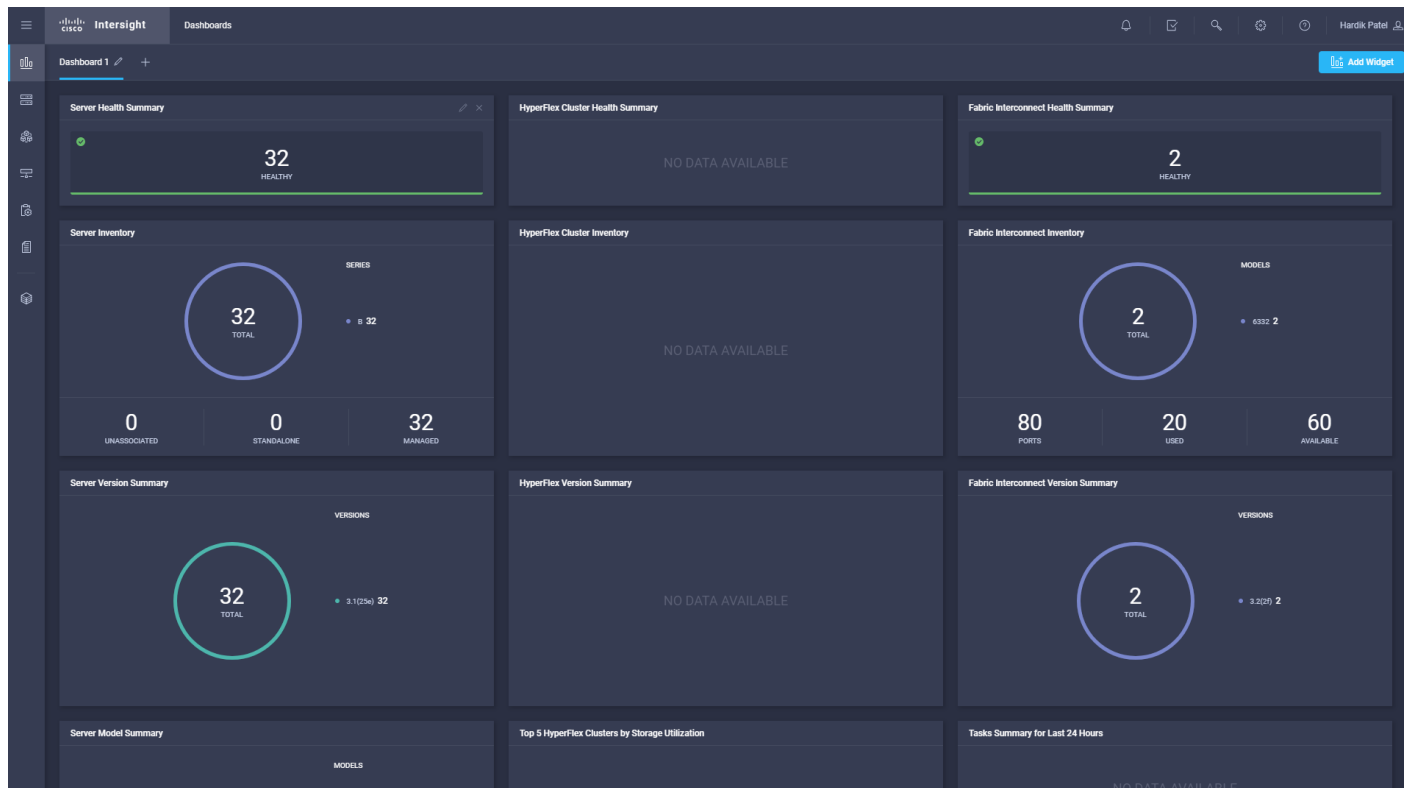 cisco Intersight Dashboards Hardik Patel
Dashboard 1 + Add Widget
Server Health Summary
32
HEALTHY
HyperFlex Cluster Health Summary
NO DATA AVAILABLE
Fabric Interconnect Health Summary
2
HEALTHY
Server Inventory
SERIES
32
TOTAL
B 32
0 0 32
UNASSOCIATED STANDALONE MANAGED
HyperFlex Cluster Inventory
NO DATA AVAILABLE
Fabric Interconnect Inventory
MODELS
2
TOTAL
6332 2
80 20 60
PORTS USED AVAILABLE
Server Version Summary
VERSIONS
32
TOTAL
3.1(25e) 32
HyperFlex Version Summary
NO DATA AVAILABLE
Fabric Interconnect Version Summary
VERSIONS
2
TOTAL
3.2(2f) 2
Server Model Summary
MODELS
Top 5 HyperFlex Clusters by Storage Utilization
Tasks Summary for Last 24 Hours
NO DATA AVAILABLE